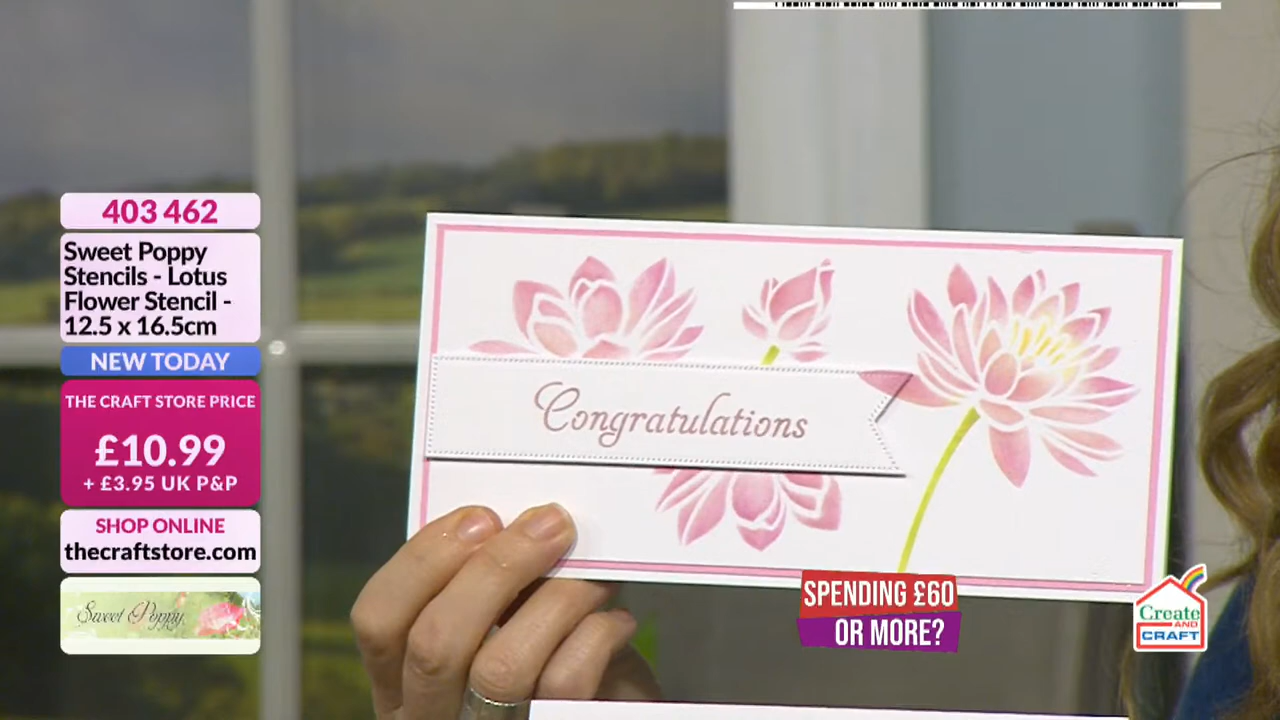 403 462
Sweet Poppy
Stencils - Lotus
Flower Stencil -
12.5 x 16.5cm
NEW TODAY
THE CRAFT STORE PRICE
£10.99
+ £3.95 UK P&P
SHOP ONLINE
thecraftstore.com
Sweet Poppy
Congratulations
SPENDING £60
OR MORE?
Create
AND
CRAFT